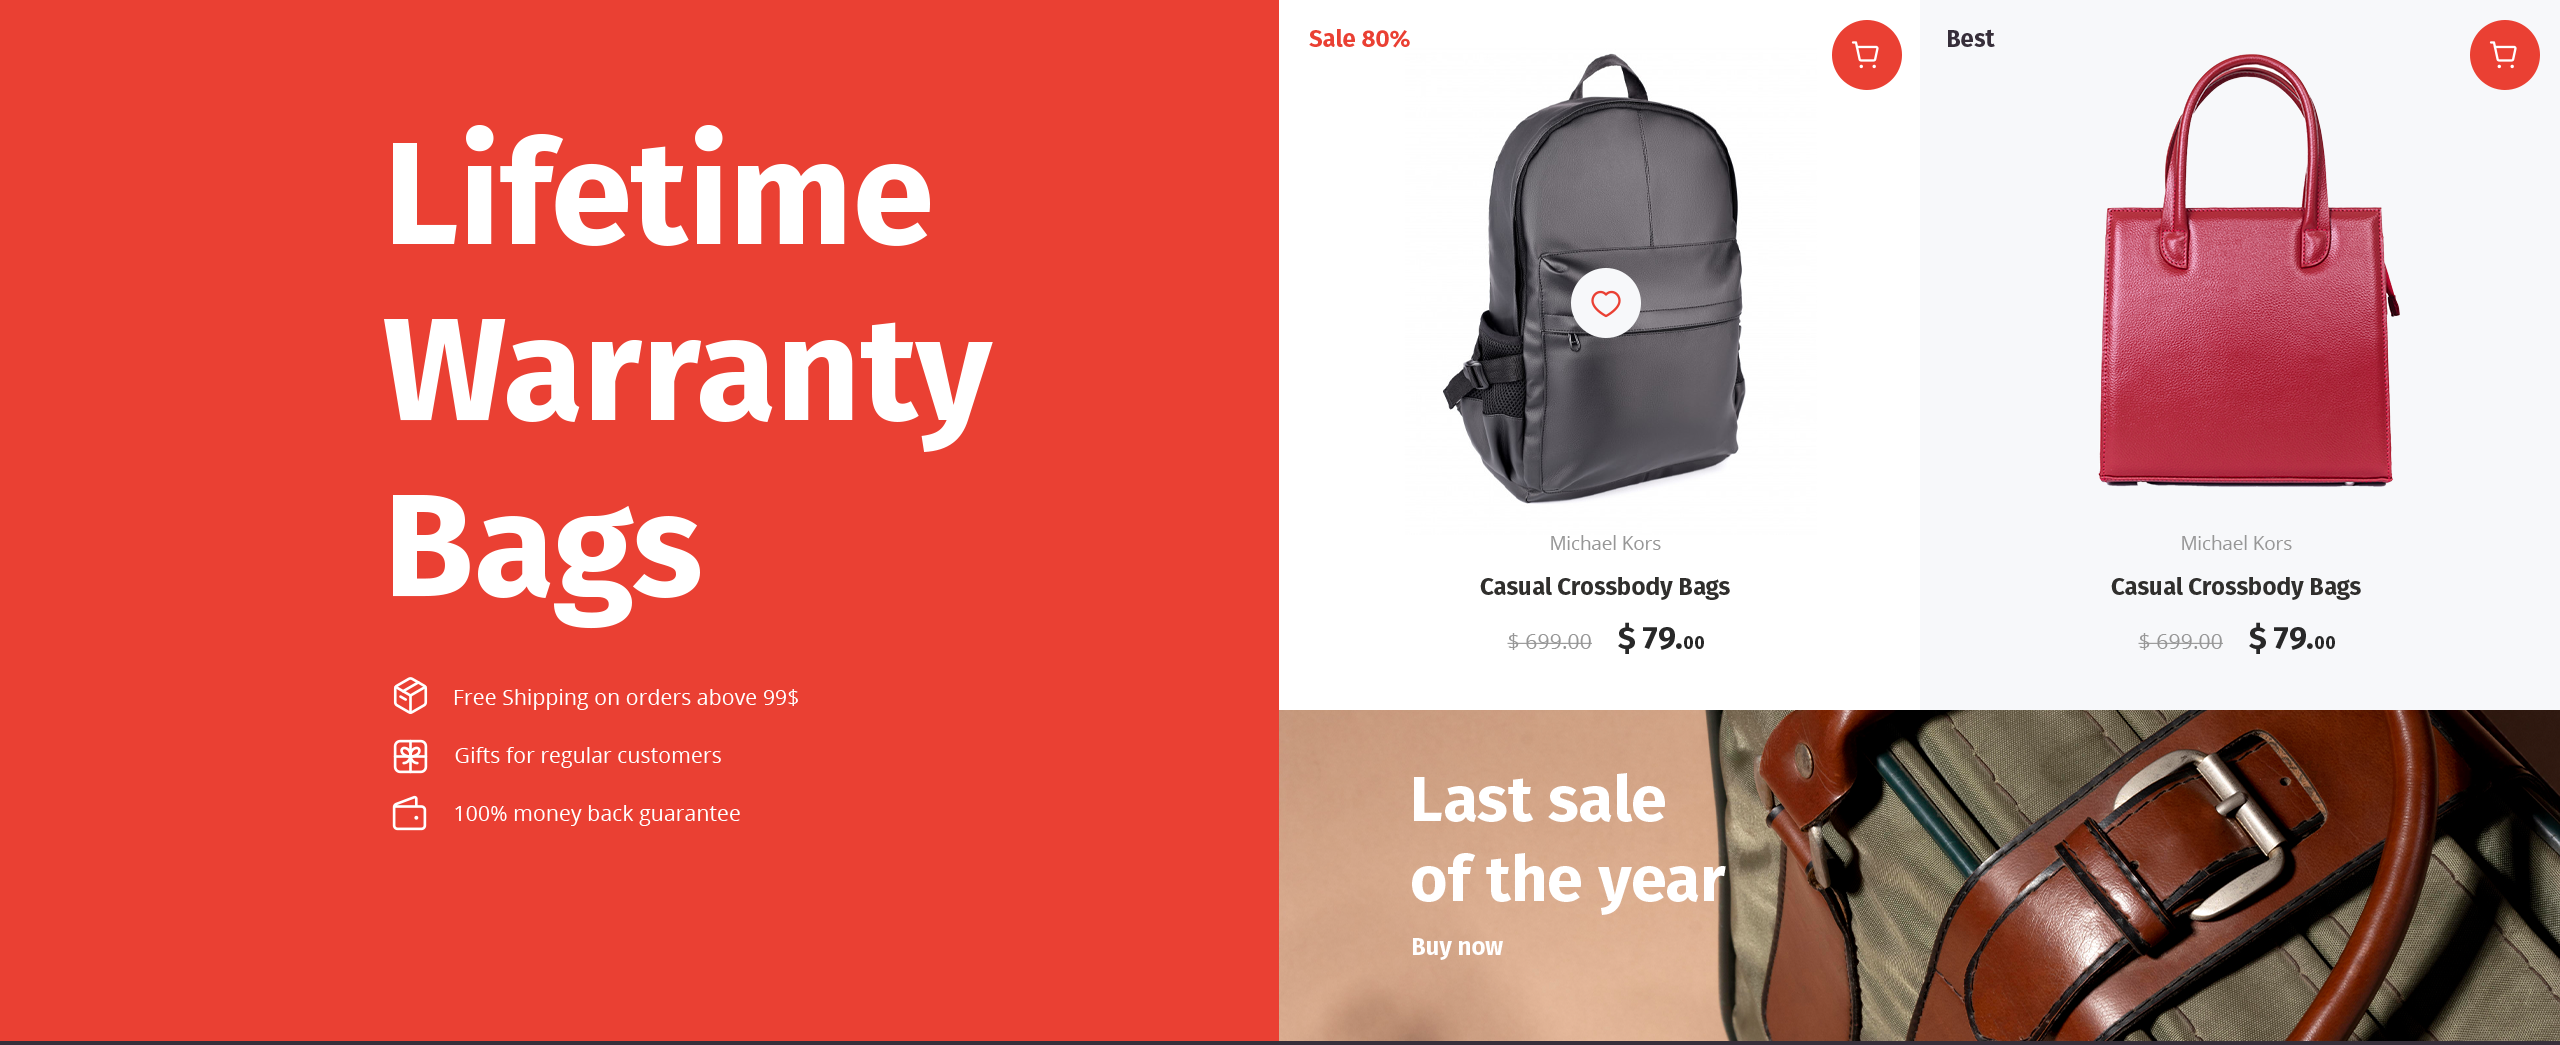 Lifetime
Warranty
Bags
Free Shipping on orders above 99$
Gifts for regular customers
100% money back guarantee
Sale 80%
Michael Kors
Casual Crossbody Bags
$ 699.00 $ 79.00
Best
Michael Kors
Casual Crossbody Bags
$ 699.00 $ 79.00
Last sale
of the year
Buy now